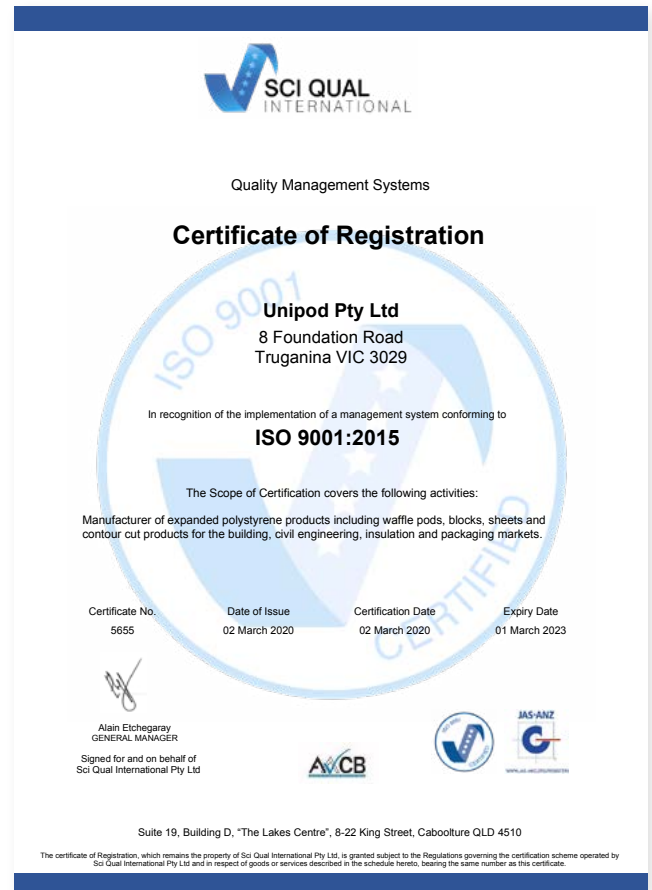 SCI QUAL
INTERNATIONAL
Quality Management Systems
Certificate of Registration
ISO 9001
Unipod Pty Ltd
8 Foundation Road
Truganina VIC 3029
In recognition of the implementation of a management system conforming to
ISO 9001:2015
The Scope of Certification covers the following activities:
Manufacturer of expanded polystyrene products including waffle pods, blocks, sheets and
contour cut products for the building, civil engineering, insulation and packaging markets.
CERTIFIED
Certificate No. Date of Issue Certification Date Expiry Date
5655 02 March 2020 02 March 2020 01 March 2023
Alain Etchegaray
GENERAL MANAGER
Signed for and on behalf of
Sci Qual International Pty Ltd
CB
ISO 9001
CERTIFIED
JAS-ANZ
Suite 19, Building D, “The Lakes Centre”, 8-22 King Street, Caboolture QLD 4510
The certificate of Registration, which remains the property of Sci Qual International Pty Ltd, is granted subject to the Regulations governing the certification scheme operated by
Sci Qual International Pty Ltd and in respect of goods or services described in the schedule hereto, bearing the same number as this certificate.